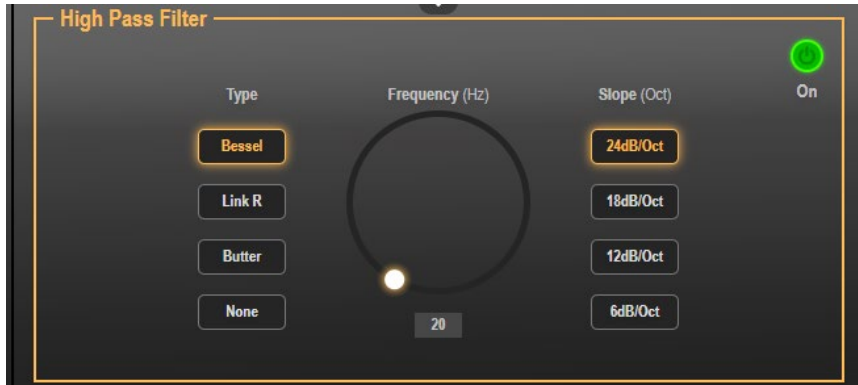 High Pass Filter
Type
Frequency (Hz)
Slope (Oct)
On
Bessel
24dB/Oct
Link R
18dB/Oct
Butter
12dB/Oct
None
20
6dB/Oct